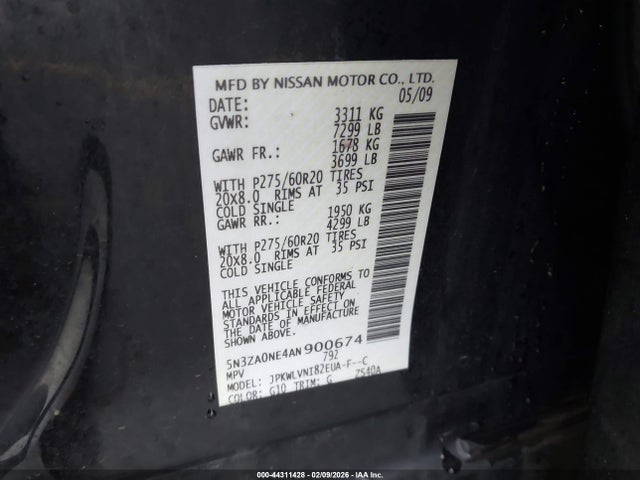 MFD BY NISSAN MOTOR CO., LTD.
DATE: 05/09
GVWR: 3311 KG
7299 LB
GAWR FR.: 1678 KG
3699 LB
WITH P275/60R20 TIRES
20X8.0 RIMS AT 35 PSI
COLD SINGLE
GAWR RR.: 1950 KG
4299 LB
WITH P275/60R20 TIRES
20X8.0 RIMS AT 35 PSI
COLD SINGLE
THIS VEHICLE CONFORMS TO
ALL APPLICABLE FEDERAL
MOTOR VEHICLE SAFETY
STANDARDS IN EFFECT ON
THE DATE OF MANUFACTURE
5N3ZA0NE4AN900674
MPV 792
MODEL: JPKWLVNI82EUA-F--C
COLOR: G10 TRIM: G Z540A
000-44311428 - 02/09/2026 - IAA Inc.